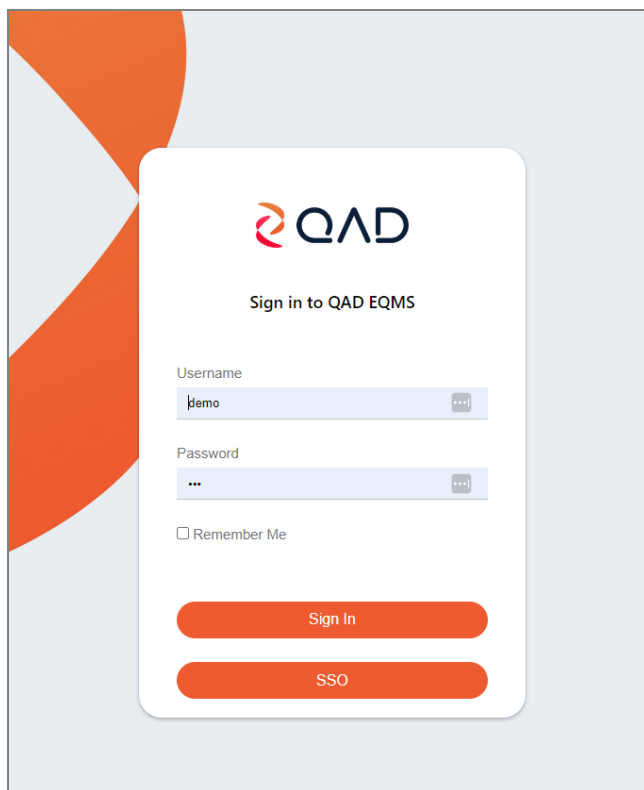 QAD
Sign in to QAD EQMS
Username
demo
Password
•••
Remember Me
Sign In
SSO